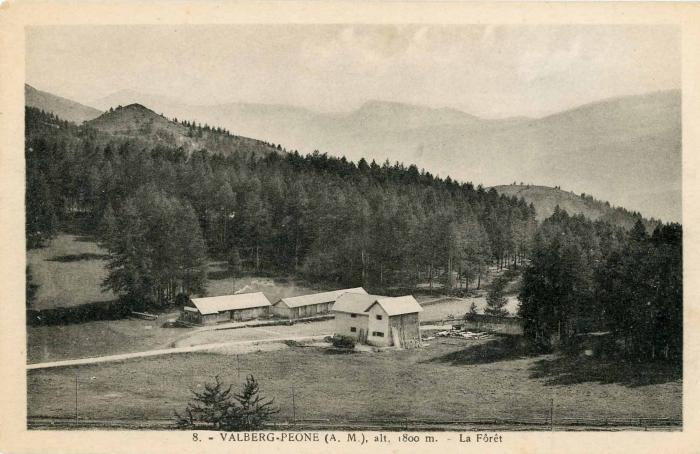 8. - VALBERG-PEONE (A. M.), alt. 1800 m. - La Fôrêt